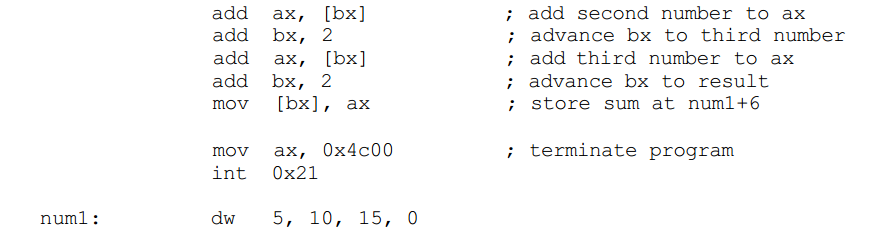 add ax, [bx] ; add second number to ax
add bx, 2 ; advance bx to third number
add ax, [bx] ; add third number to ax
add bx, 2 ; advance bx to result
mov [bx], ax ; store sum at num1+6
mov ax, 0x4c00 ; terminate program
int 0x21
num1: dw 5, 10, 15, 0